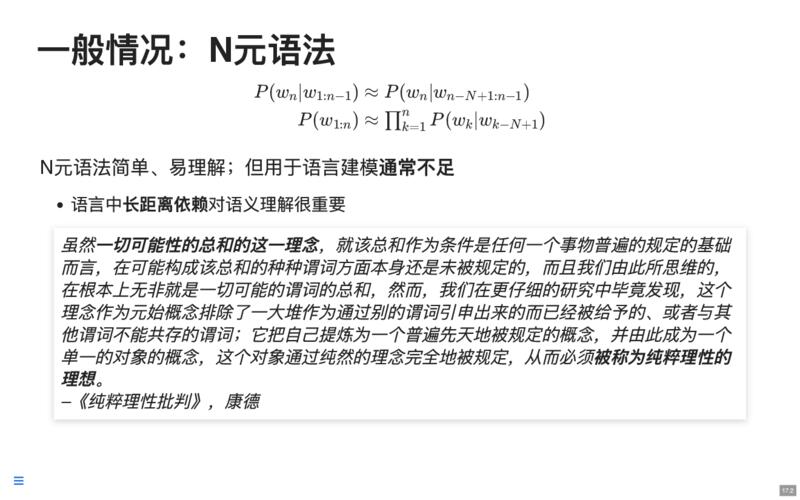 一般情况：N元语法
P(wₙ|w₁:ₙ₋₁) ≈ P(wₙ|wₙ₋N₊₁:ₙ₋₁)
P(w₁:ₙ) ≈ ∏ⁿₖ₌₁ P(wₖ|wₖ₋N₊₁)
N元语法简单、易理解；但用于语言建模通常不足
• 语言中长距离依赖对语义理解很重要
虽然一切可能性的总和的这一理念，就该总和作为条件是任何一个事物普遍的规定的基础
而言，在可能构成该总和的种种谓词方面本身还是未被规定的，而且我们由此所思维的，
在根本上无非就是一切可能的谓词的总和，然而，我们在更仔细的研究中毕竟发现，这个
理念作为元始概念排除了一大堆作为通过别的谓词引申出来的而已经被给予的、或者与其
他谓词不能共存的谓词；它把自己提炼为一个普遍先天地被规定的概念，并由此成为一个
单一的对象的概念，这个对象通过纯然的理念完全地被规定，从而必须被称为纯粹理性的
理想。
–《纯粹理性批判》，康德
17.2